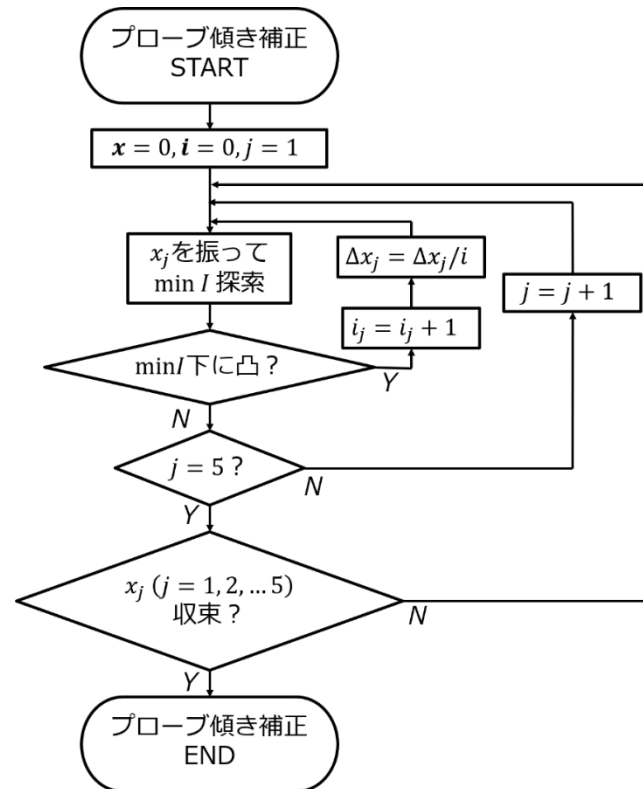 プローブ傾き補正
START
𝒙 = 0, 𝒊 = 0, j = 1
x_jを振って
min I 探索
Δx_j = Δx_j/i
j = j + 1
i_j = i_j + 1
minI下に凸？
Y
N
j = 5？
N
Y
x_j (j = 1, 2, … 5)
収束？
N
Y
プローブ傾き補正
END